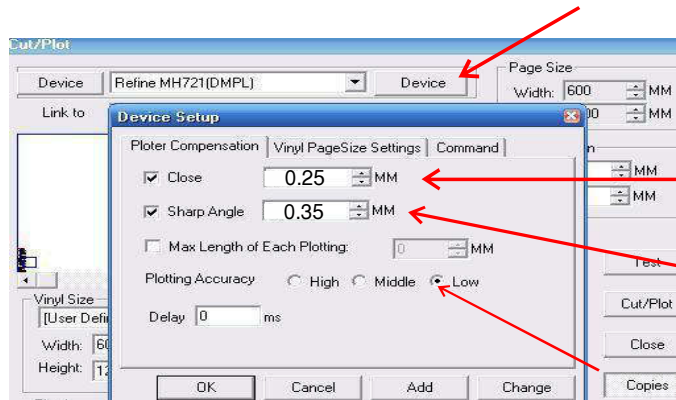 Cut/Plot
Device Refine MH721(DMPL) Device
Page Size
Width: 600 MM
Link to
MM
Device Setup
Ploter Compensation Vinyl PageSize Settings Command
Close 0.25 MM
MM
Sharp Angle 0.35 MM
MM
Max Length of Each Plotting: 0 MM
Test
Plotting Accuracy High Middle Low
Vinyl Size
Cut/Plot
Delay 0 ms
Width:
Close
Height:
OK Cancel Add Change
Copies